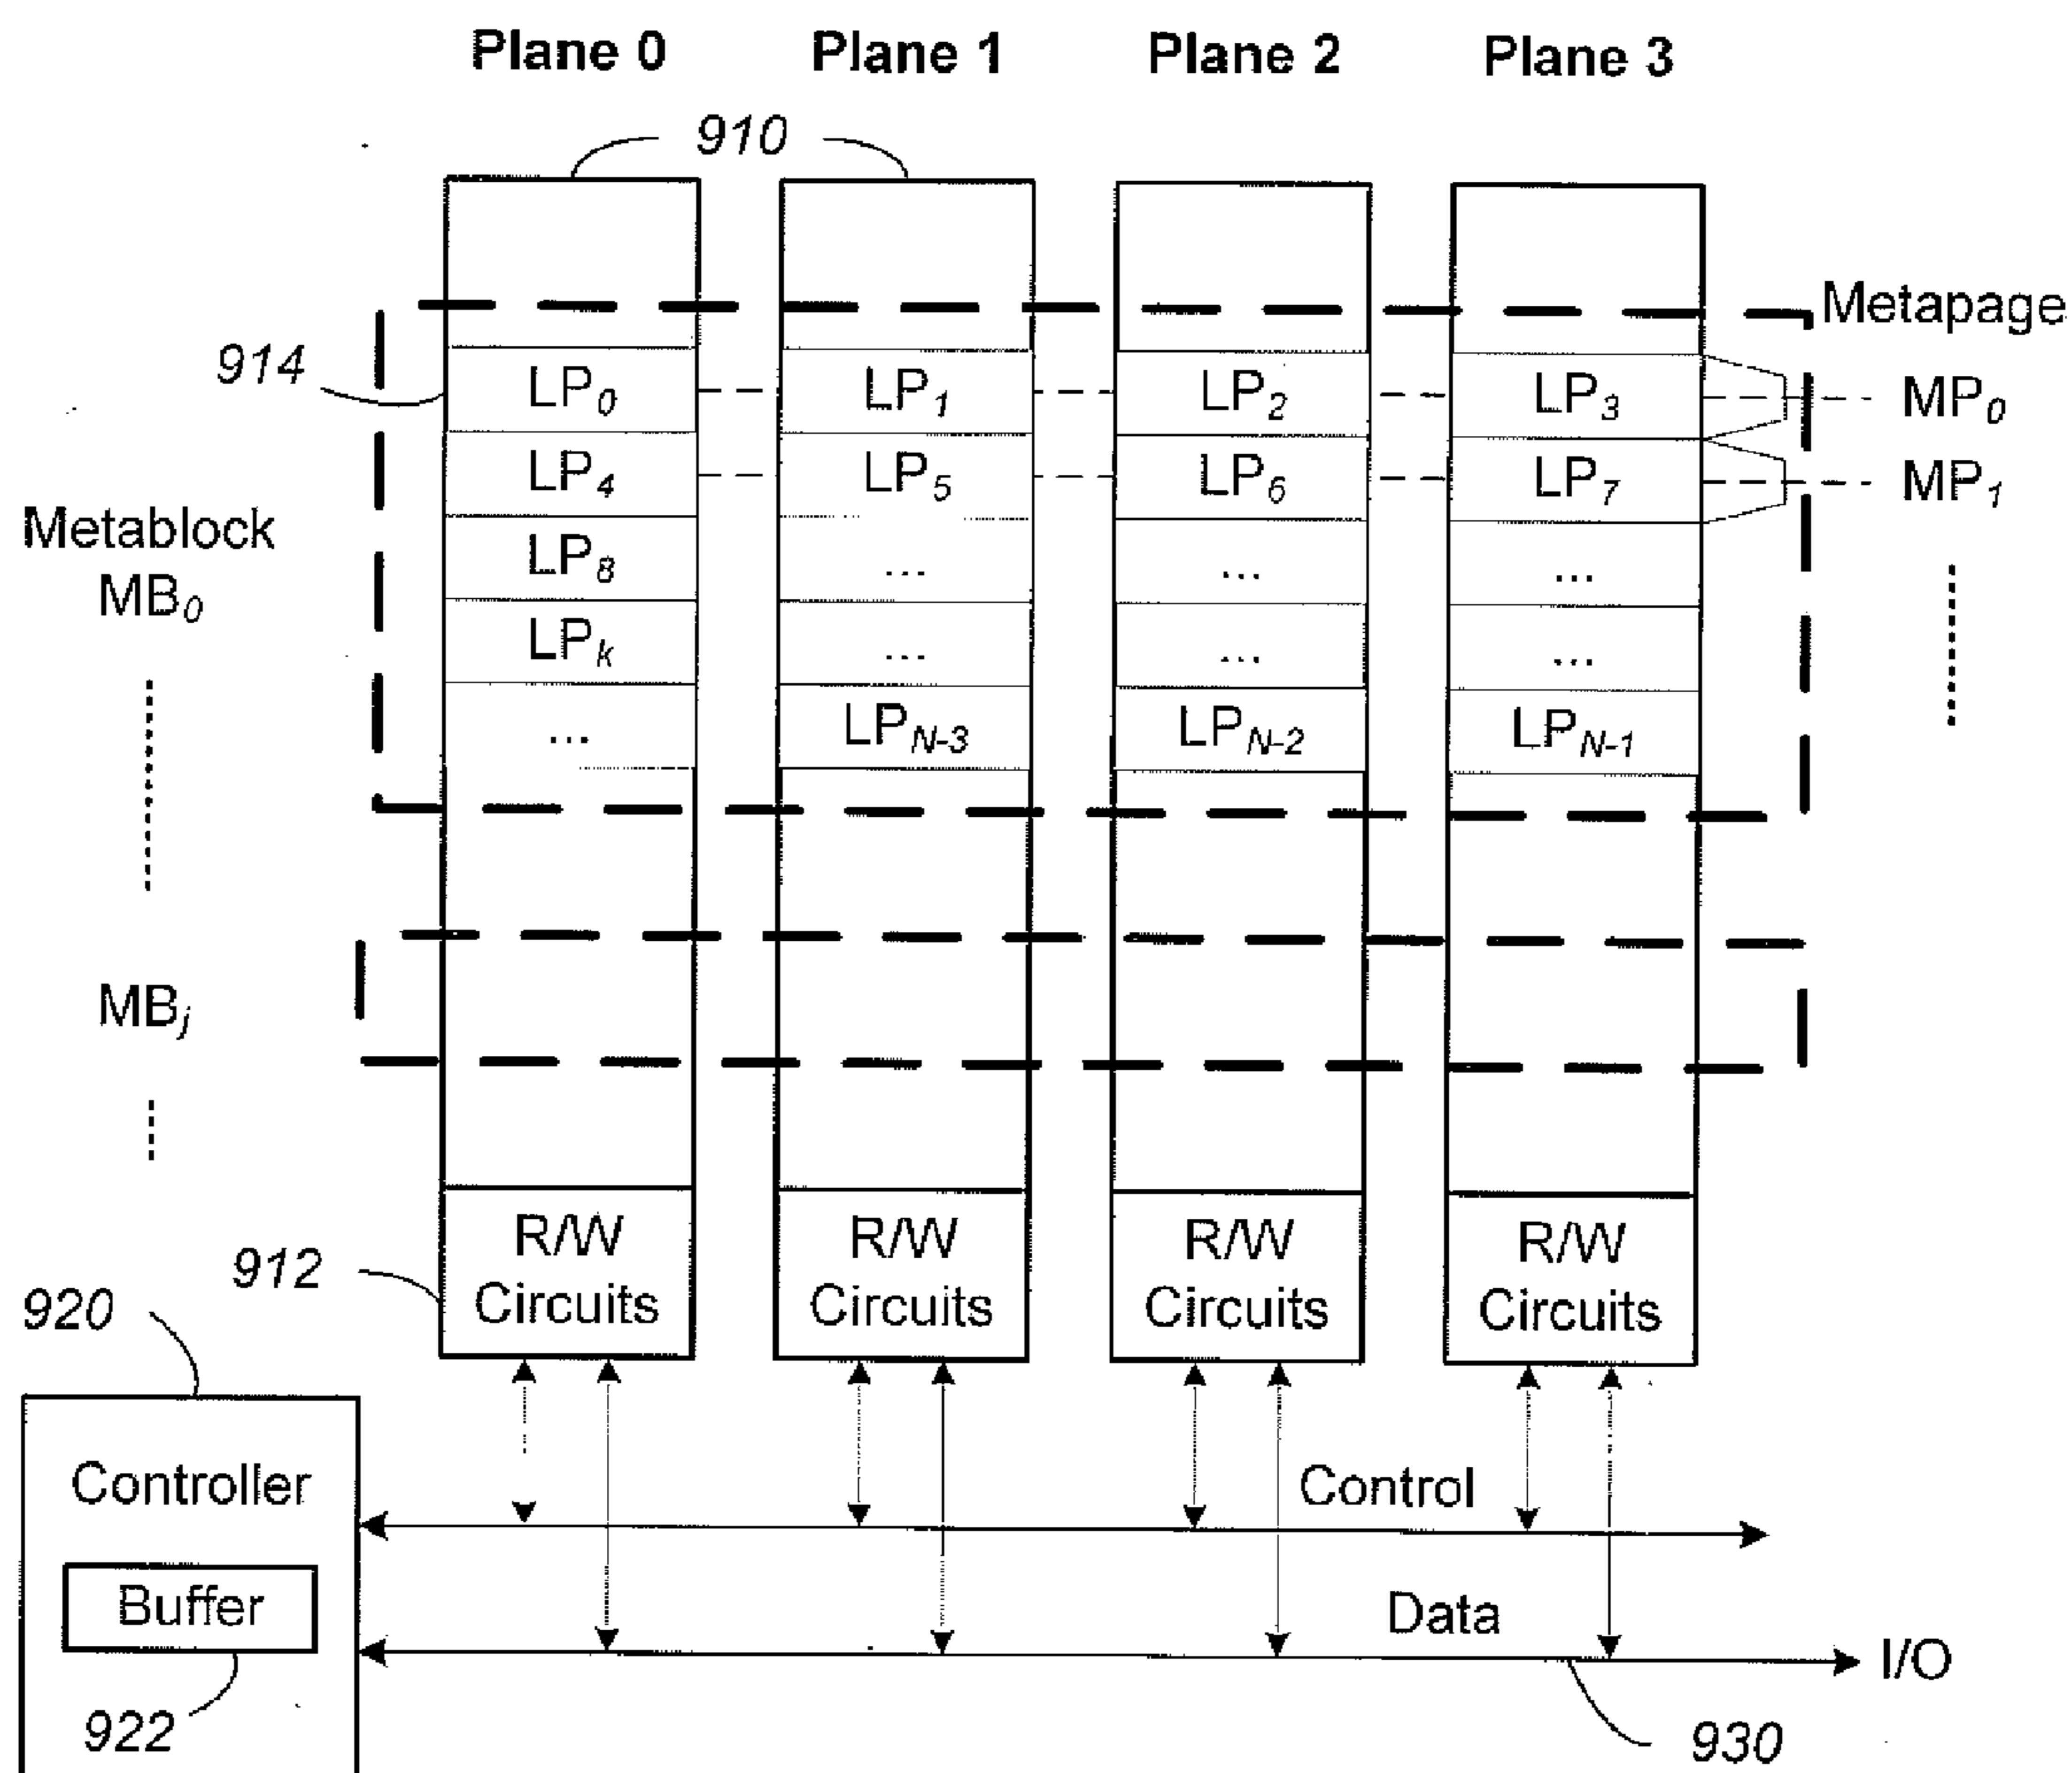 Plane 0 Plane 1 Plane 2 Plane 3
910
Metapage
914
LP0 LP1 LP2 LP3 MP0
LP4 LP5 LP6 LP7 MP1
Metablock
MB0
LP8 ... ... ...
LPk ... ... ...
... LPN-3 LPN-2 LPN-1
MBj
R/W Circuits
R/W Circuits
R/W Circuits
R/W Circuits
912
920
Controller
Control
Buffer
Data
I/O
922
930